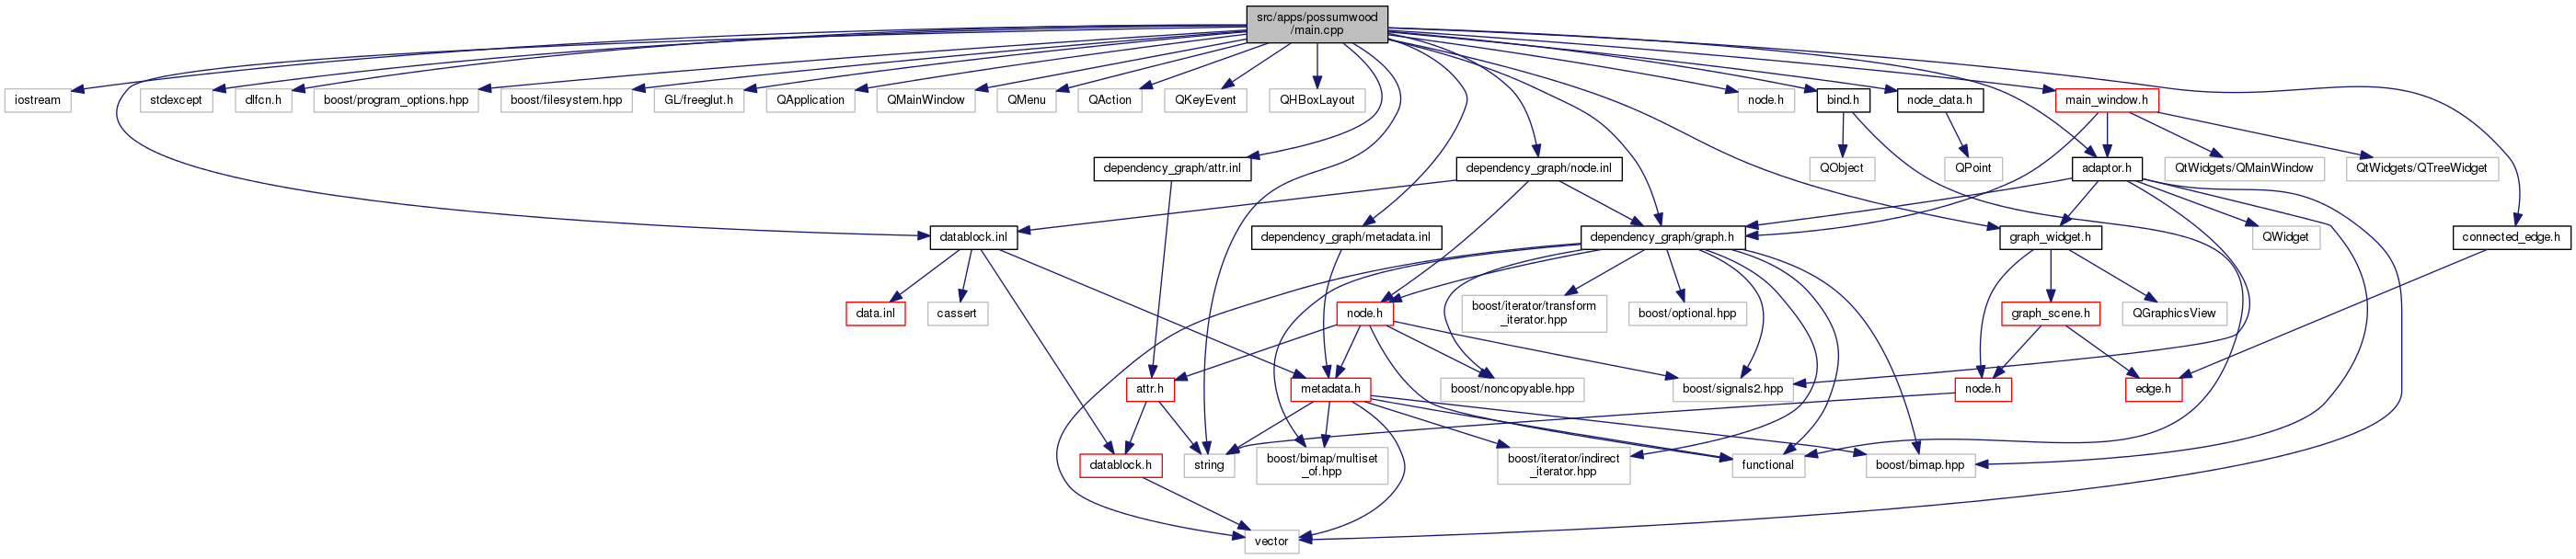 src/apps/possumwood
/main.cpp
iostream
stdexcept
dlfcn.h
boost/program_options.hpp
boost/filesystem.hpp
GL/freeglut.h
QApplication
QMainWindow
QMenu
QAction
QKeyEvent
QHBoxLayout
node.h
bind.h
node_data.h
main_window.h
dependency_graph/attr.inl
dependency_graph/node.inl
QObject
QPoint
adaptor.h
QtWidgets/QMainWindow
QtWidgets/QTreeWidget
datablock.inl
dependency_graph/metadata.inl
dependency_graph/graph.h
graph_widget.h
QWidget
connected_edge.h
data.inl
cassert
node.h
boost/iterator/transform
_iterator.hpp
boost/optional.hpp
graph_scene.h
QGraphicsView
attr.h
metadata.h
boost/noncopyable.hpp
boost/signals2.hpp
node.h
edge.h
datablock.h
string
boost/bimap/multiset
_of.hpp
boost/iterator/indirect
_iterator.hpp
functional
boost/bimap.hpp
vector